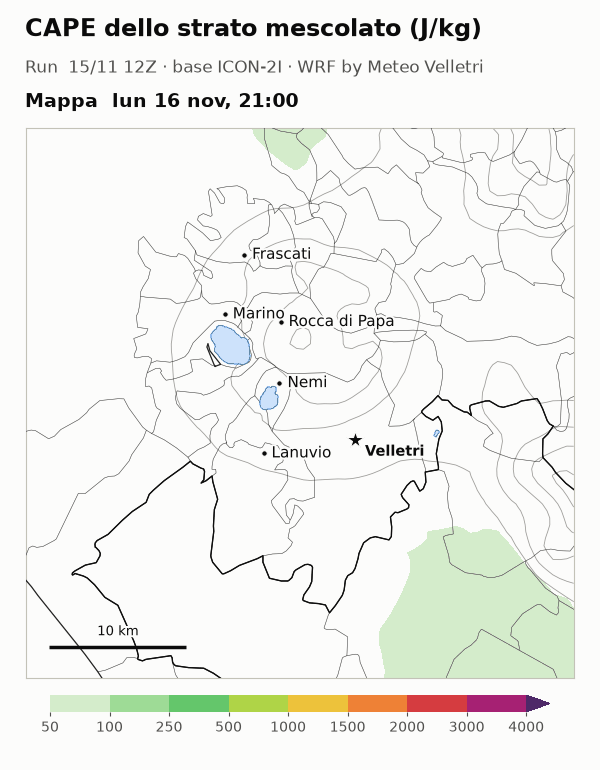 CAPE dello strato mescolato (J/kg)
Run  15/11 12Z · base ICON-2I · WRF by Meteo Velletri
Mappa  lun 16 nov, 21:00
Frascati
Marino
Rocca di Papa
Nemi
Velletri
Lanuvio
10 km
50 100 250 500 1000 1500 2000 3000 4000